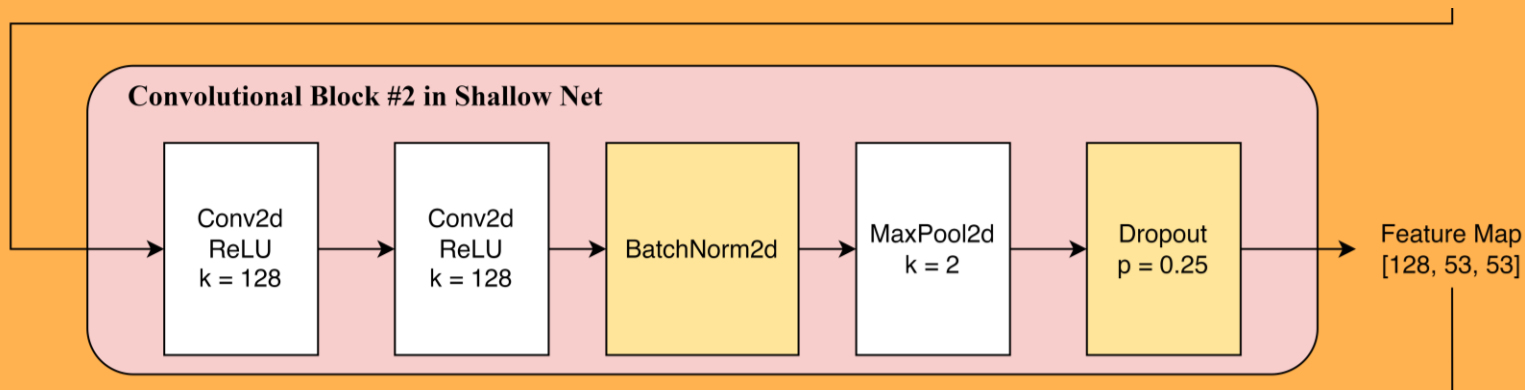 Convolutional Block #2 in Shallow Net
Conv2d
ReLU
k = 128
Conv2d
ReLU
k = 128
BatchNorm2d
MaxPool2d
k = 2
Dropout
p = 0.25
Feature Map
[128, 53, 53]